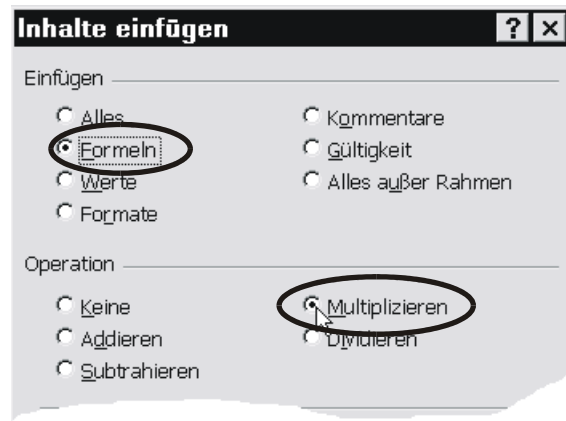 Inhalte einfügen ? ×
Einfügen
Alles
Formeln
Werte
Formate
Kommentare
Gültigkeit
Alles außer Rahmen
Operation
Keine
Addieren
Subtrahieren
Multiplizieren
Dividieren